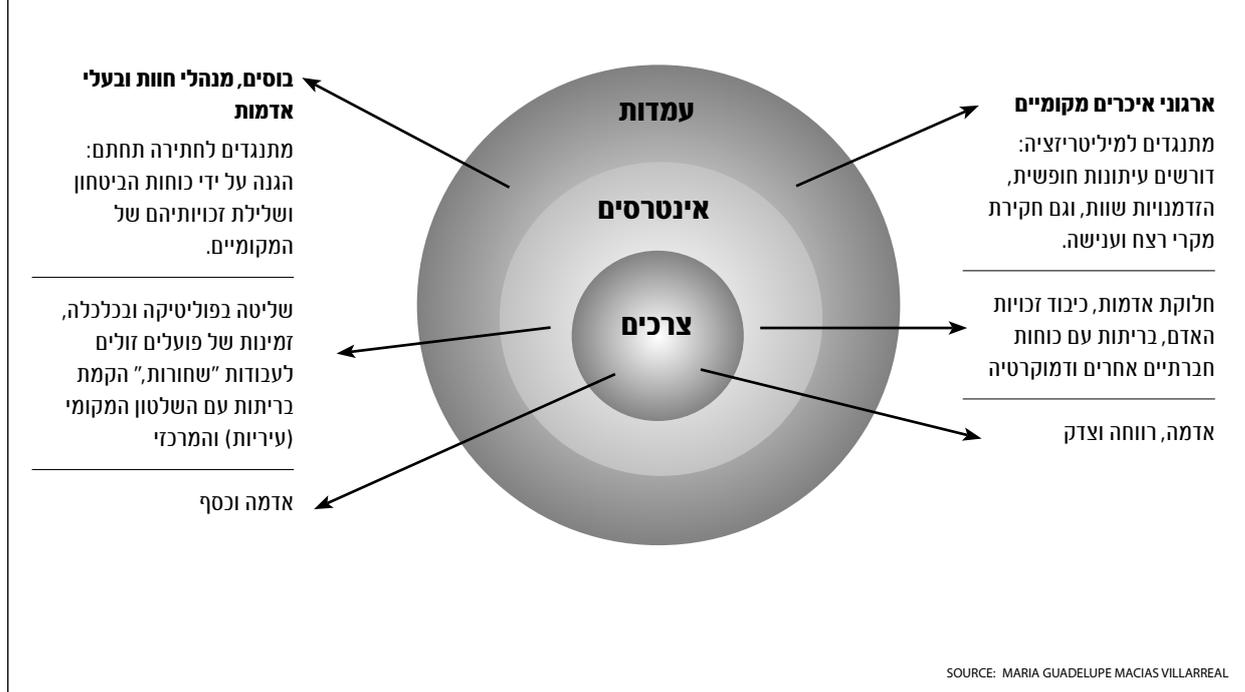 ארגוני איכרים מקומיים
מתנגדים למיליטריזציה:
דורשים עיתונות חופשית,
הזדמנויות שוות, וגם חקירת
מקרי רצח וענישה.
חלוקת אדמות, כיבוד זכויות
האדם, בריתות עם כוחות
חברתיים אחרים ודמוקרטיה
אדמה, רווחה וצדק
עמדות
אינטרסים
צרכים
בוסים, מנהלי חוות ובעלי
אדמות
מתנגדים לחתירה תחתם:
הגנה על ידי כוחות הביטחון
ושלילת זכויותיהם של
המקומיים.
שליטה בפוליטיקה ובכלכלה,
זמינות של פועלים זולים
לעבודות "שחורות," הקמת
בריתות עם השלטון המקומי
(עיריות) והמרכזי
אדמה וכסף
SOURCE: MARIA GUADELUPE MACIAS VILLARREAL